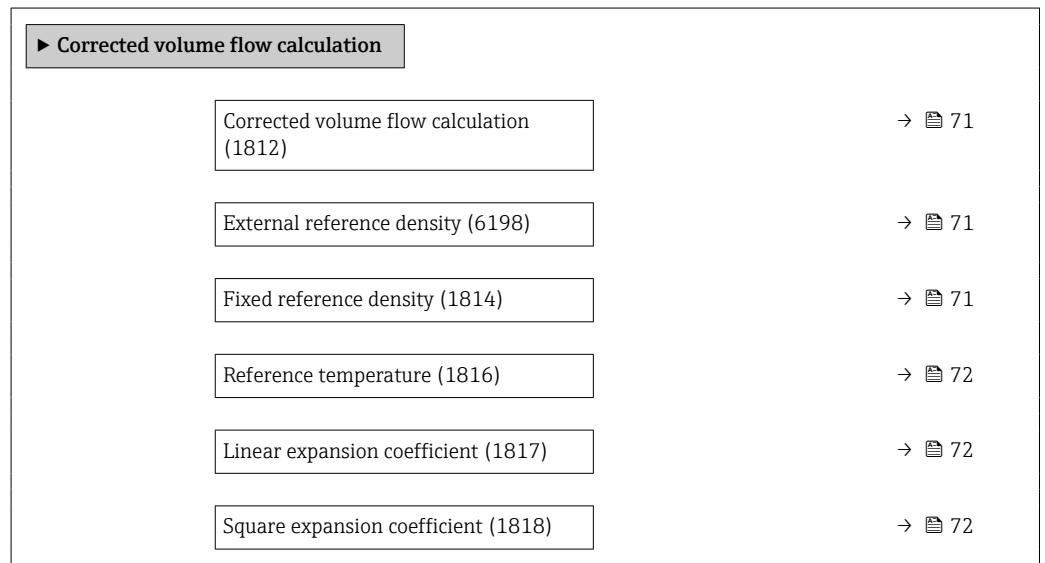 ▶ Corrected volume flow calculation
Corrected volume flow calculation → 71
(1812)
External reference density (6198) → 71
Fixed reference density (1814) → 71
Reference temperature (1816) → 72
Linear expansion coefficient (1817) → 72
Square expansion coefficient (1818) → 72